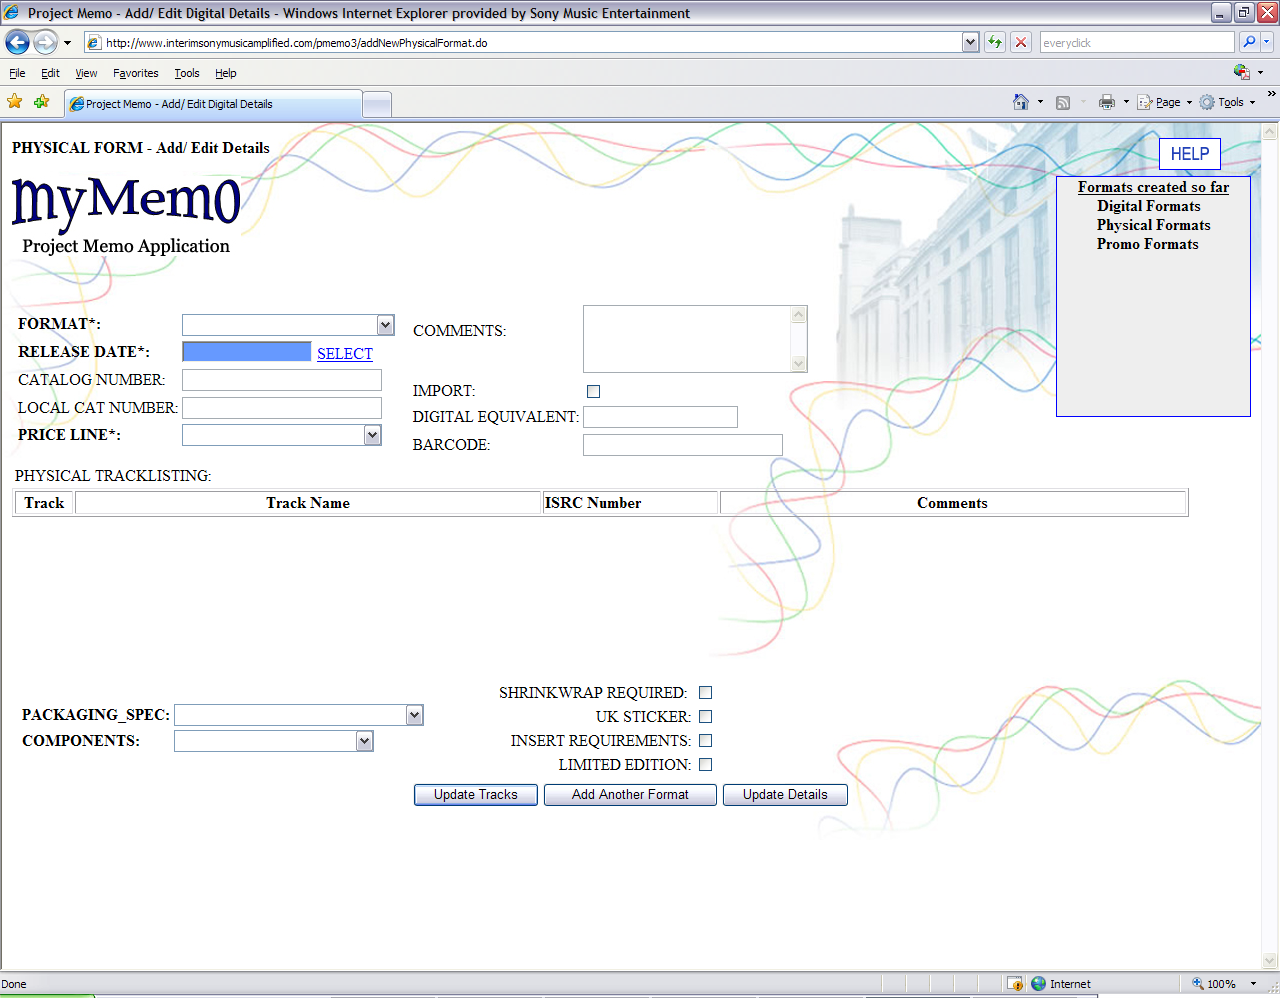 Project Memo - Add/ Edit Digital Details - Windows Internet Explorer provided by Sony Music Entertainment
http://www.interimsonymusicamplified.com/pmemo3/addNewPhysicalFormat.do
everyclick
File Edit View Favorites Tools Help
Project Memo - Add/ Edit Digital Details
Page Tools
PHYSICAL FORM - Add/ Edit Details
HELP
myMemo
Project Memo Application
Formats created so far
Digital Formats
Physical Formats
Promo Formats
FORMAT*:
RELEASE DATE*: SELECT
CATALOG NUMBER:
LOCAL CAT NUMBER:
PRICE LINE*:
COMMENTS:
IMPORT:
DIGITAL EQUIVALENT:
BARCODE:
PHYSICAL TRACKLISTING:
Track Track Name ISRC Number Comments
PACKAGING_SPEC:
COMPONENTS:
SHRINKWRAP REQUIRED:
UK STICKER:
INSERT REQUIREMENTS:
LIMITED EDITION:
Update Tracks Add Another Format Update Details
Done Internet 100%